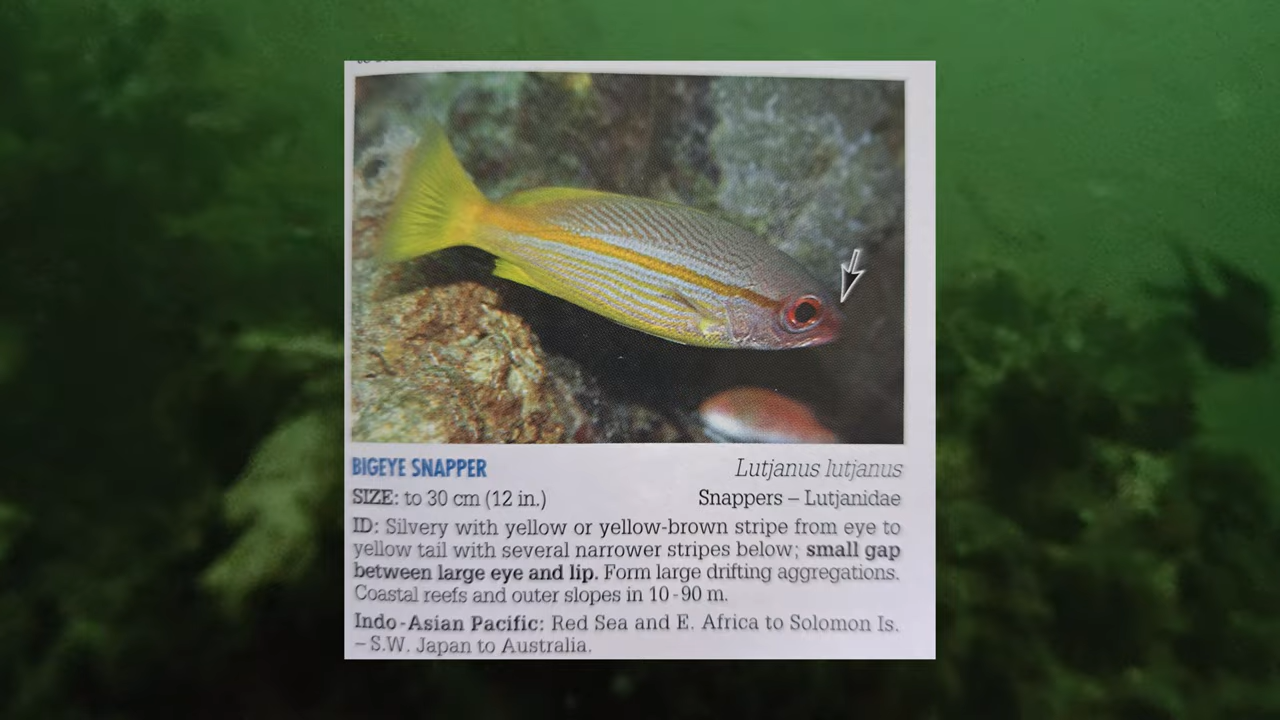 BIGEYE SNAPPER Lutjanus lutjanus
SIZE: to 30 cm (12 in.) Snappers – Lutjanidae
ID: Silvery with yellow or yellow-brown stripe from eye to
yellow tail with several narrower stripes below; small gap
between large eye and lip. Form large drifting aggregations.
Coastal reefs and outer slopes in 10-90 m.
Indo-Asian Pacific: Red Sea and E. Africa to Solomon Is.
– S.W. Japan to Australia.